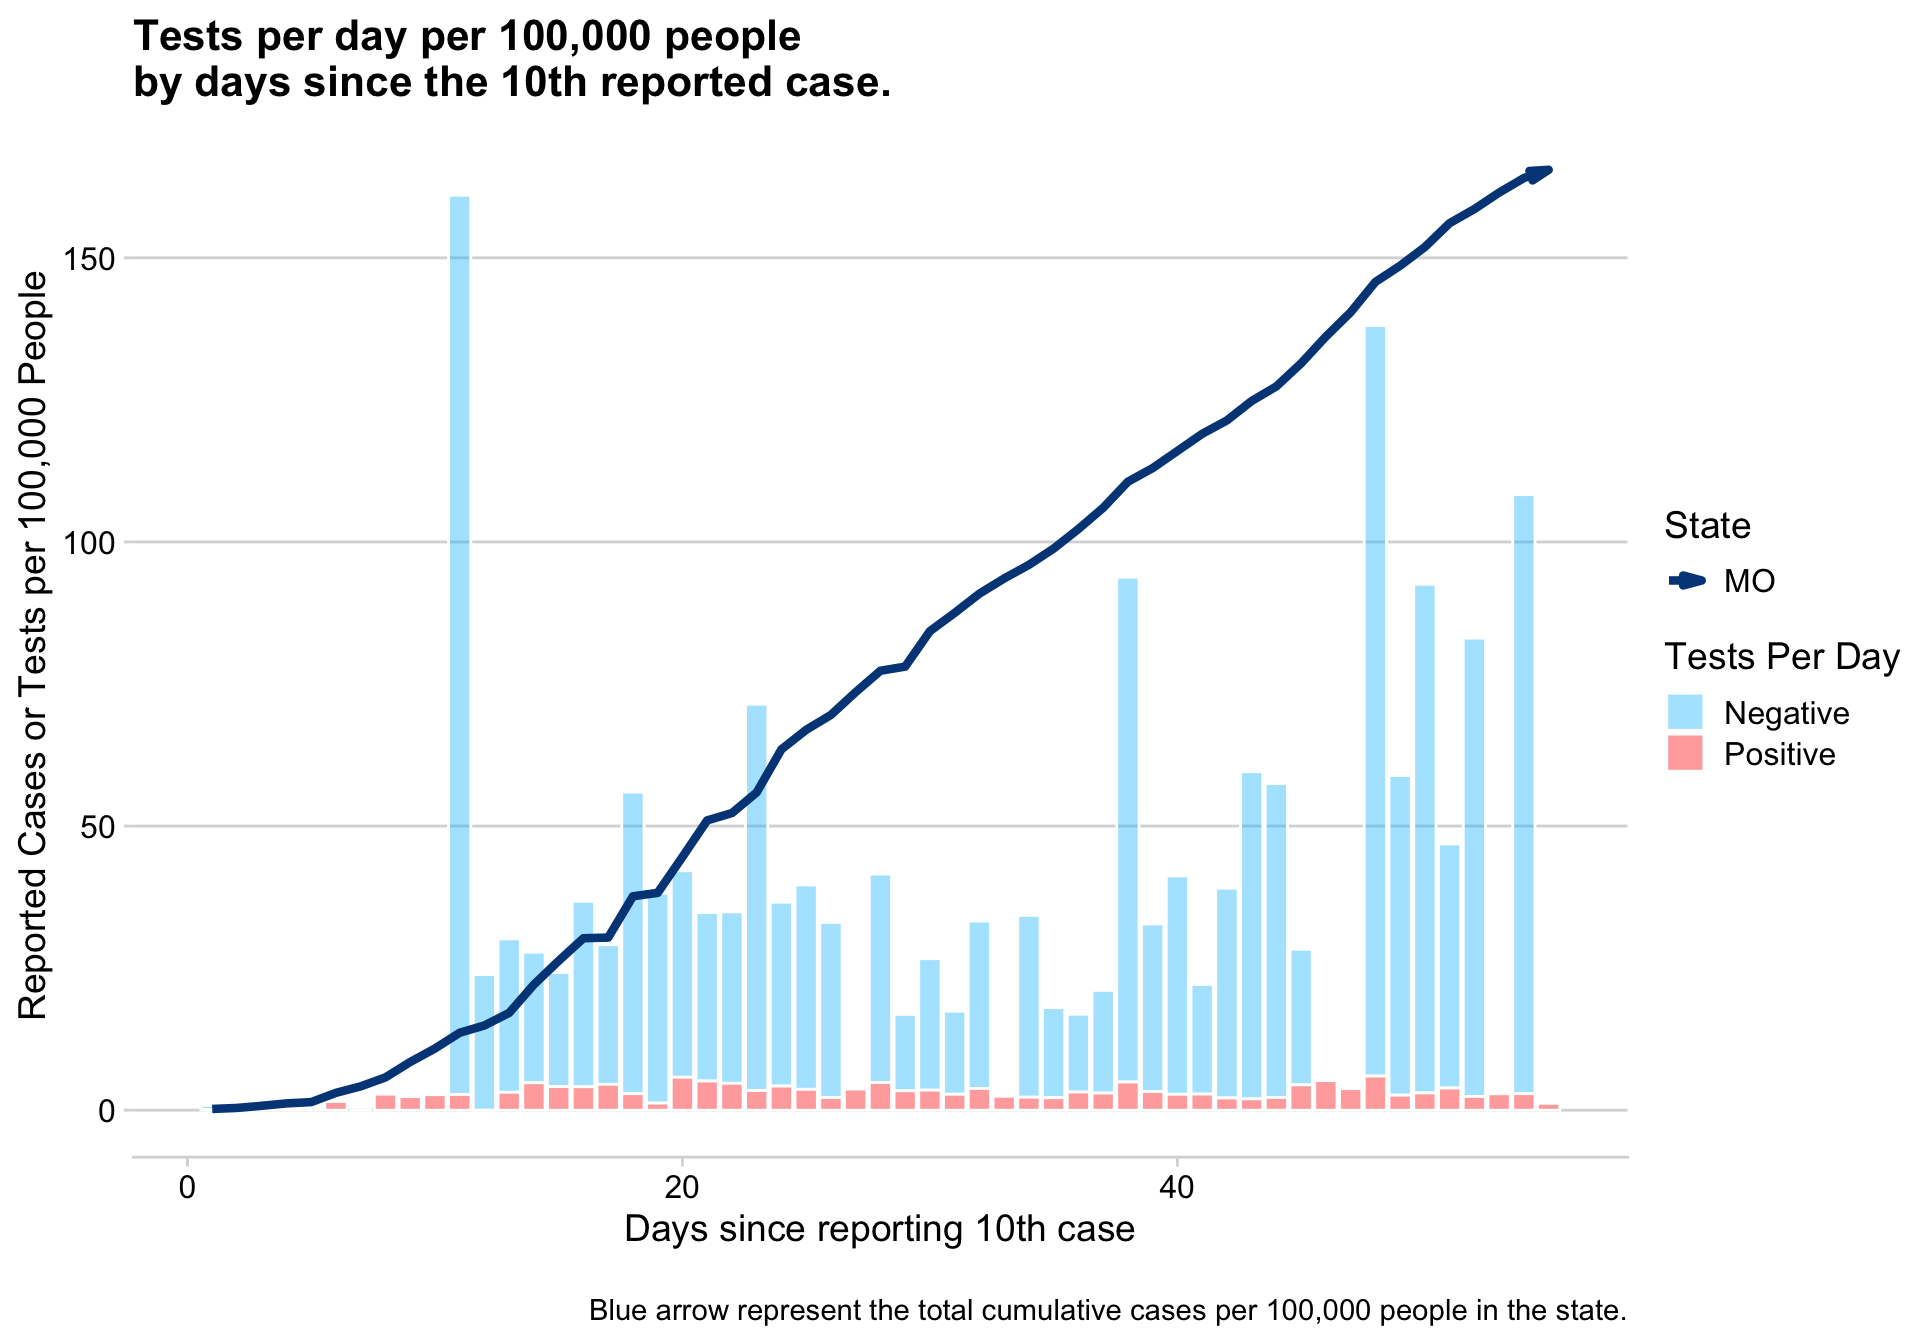 Tests per day per 100,000 people
by days since the 10th reported case.
Reported Cases or Tests per 100,000 People
150
100
50
0
0
20
40
Days since reporting 10th case
State
MO
Tests Per Day
Negative
Positive
Blue arrow represent the total cumulative cases per 100,000 people in the state.